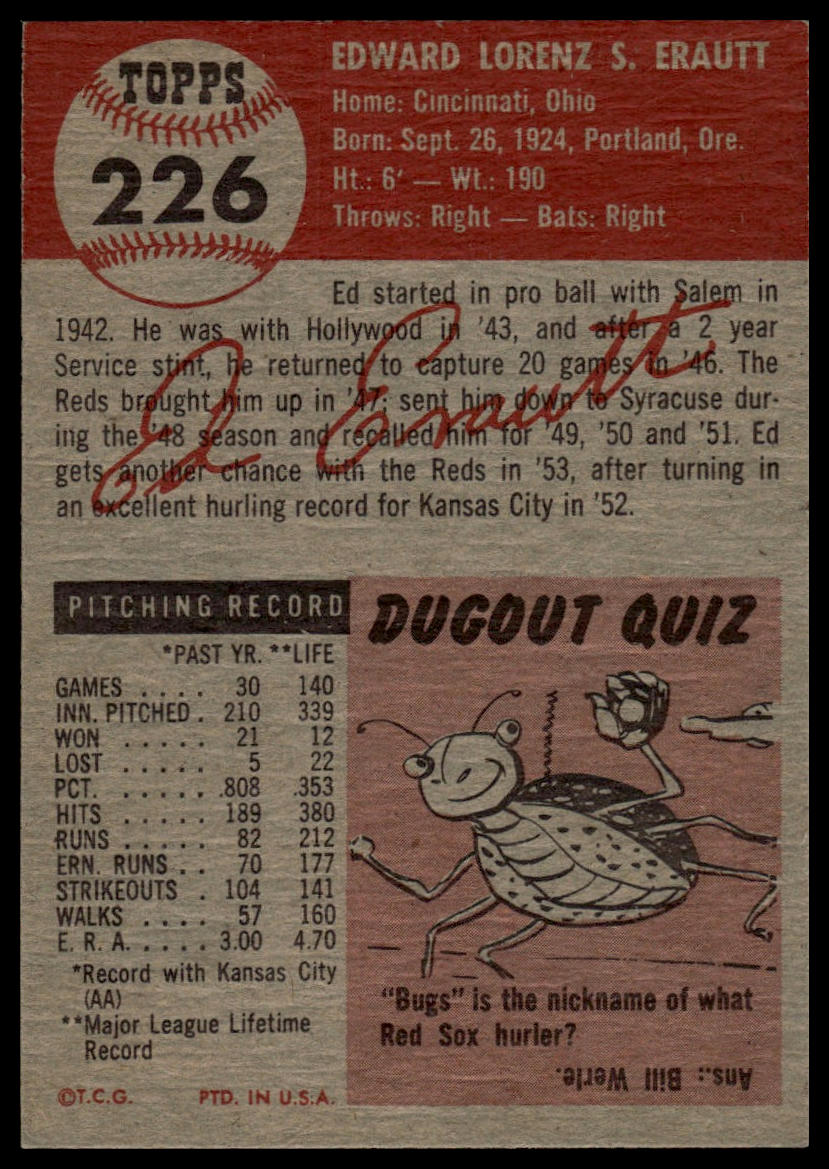 TOPPS
226
EDWARD LORENZ S. ERAUTT
Home: Cincinnati, Ohio
Born: Sept. 26, 1924, Portland, Ore.
Ht.: 6' — Wt.: 190
Throws: Right — Bats: Right
Ed started in pro ball with Salem in
1942. He was with Hollywood in '43, and after a 2 year
Service stint, he returned to capture 20 games in '46. The
Reds brought him up in '47; sent him down to Syracuse dur-
ing the '48 season and recalled him for '49, '50 and '51. Ed
gets another chance with the Reds in '53, after turning in
an excellent hurling record for Kansas City in '52.
Ed Erautt
PITCHING RECORD
*PAST YR. **LIFE
GAMES . . . . 30 140
INN. PITCHED . 210 339
WON . . . . . 21 12
LOST . . . . . 5 22
PCT. . . . . . .808 .353
HITS . . . . . 189 380
RUNS . . . . . 82 212
ERN. RUNS . . 70 177
STRIKEOUTS . 104 141
WALKS . . . . 57 160
E. R. A. . . . . 3.00 4.70
*Record with Kansas City
(AA)
**Major League Lifetime
Record
©T.C.G. PTD. IN U.S.A.
DUGOUT QUIZ
"Bugs" is the nickname of what
Red Sox hurler?
Ans.: Bill Werle.